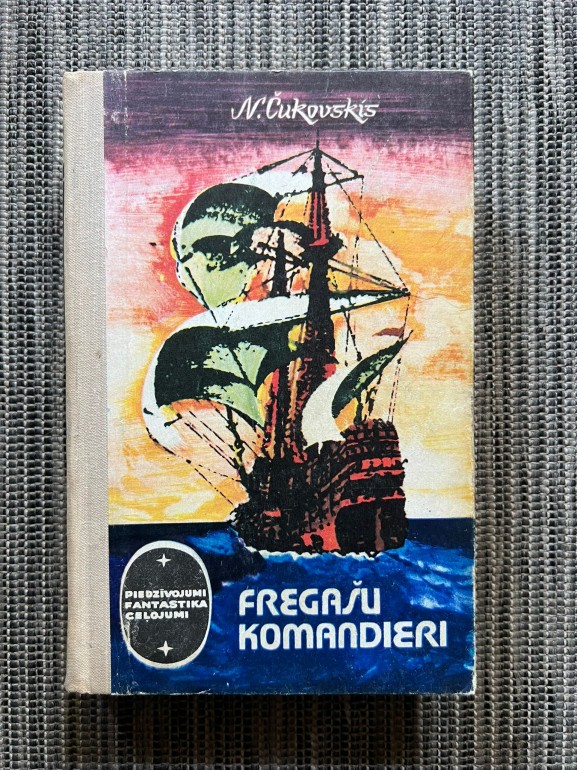 N. Čukovskis
PIEDZĪVOJUMI
FANTASTIKA
CEĻOJUMI
FREGAŠU
KOMANDIERI